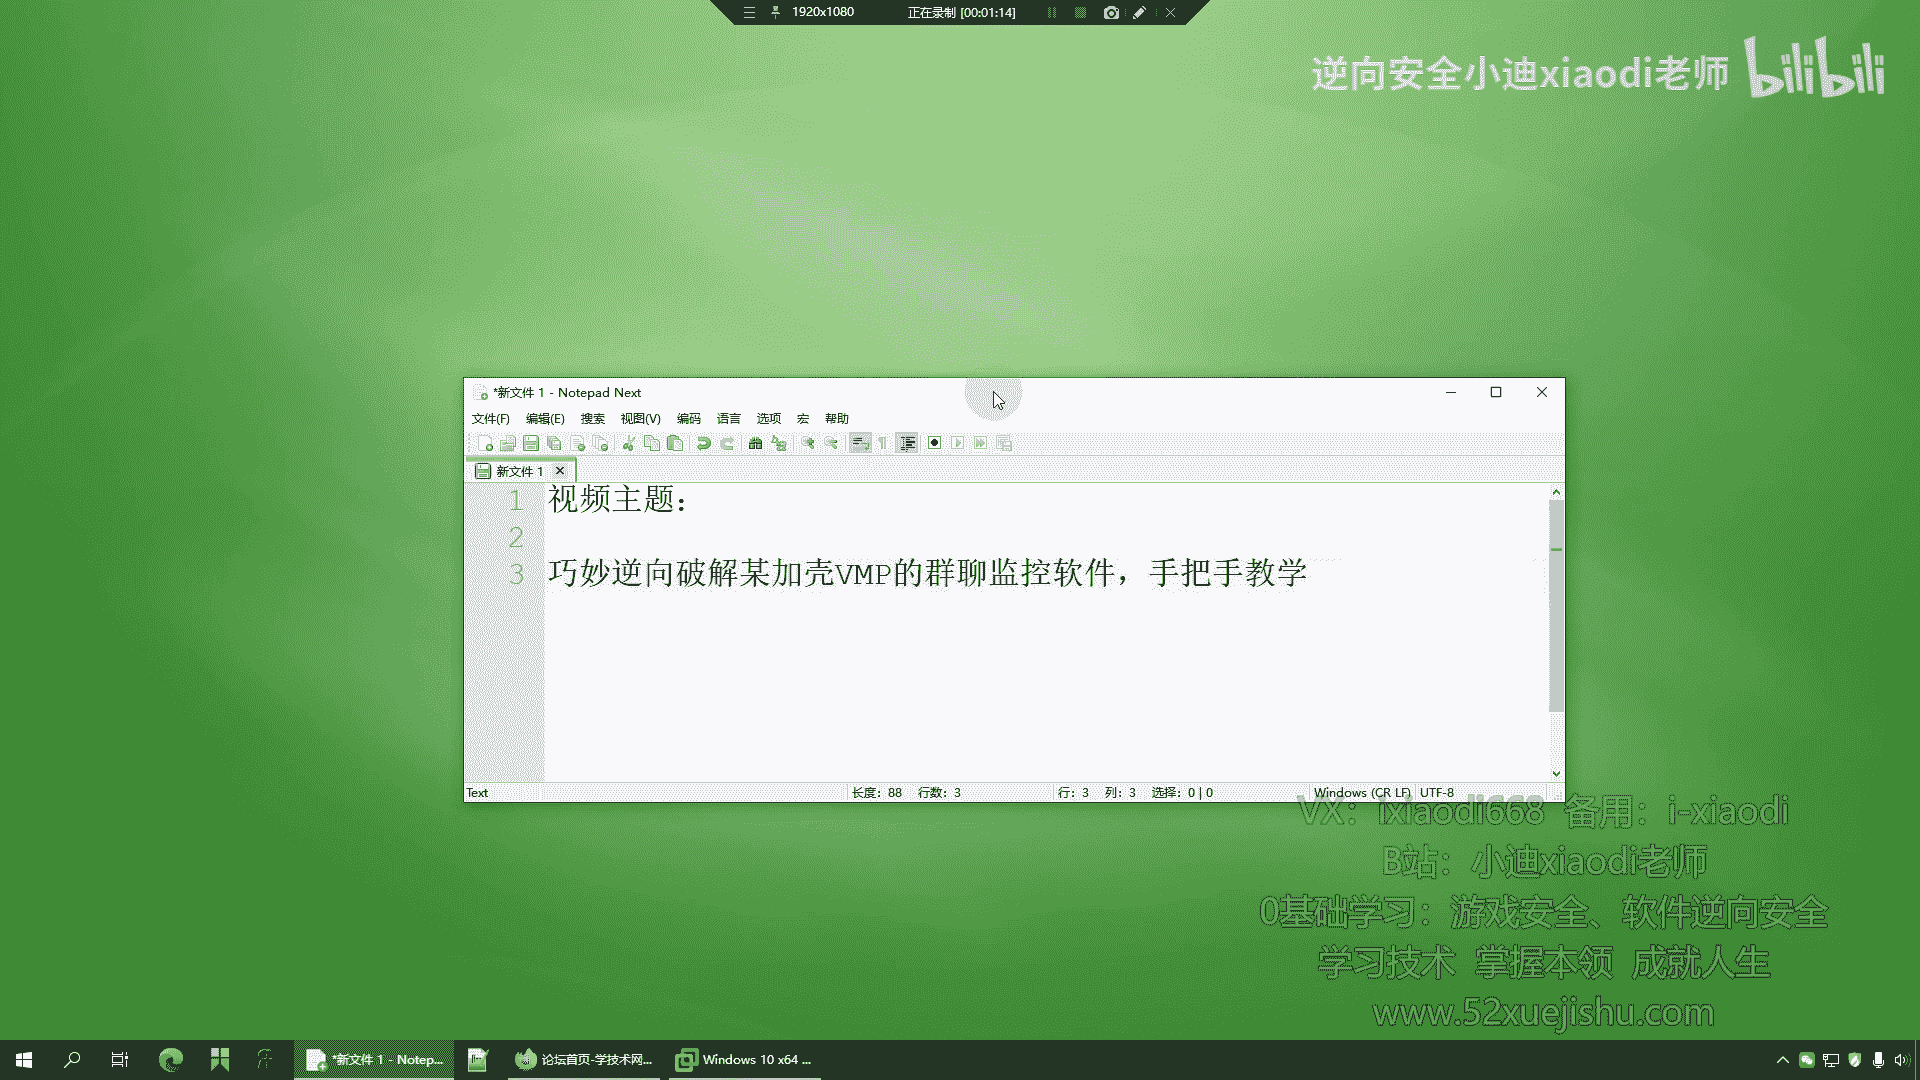 1920x1080 正在录制 [00:01:14]
逆向安全小迪xiaodi老师 bilibili
*新文件 1 - Notepad Next
文件(F) 编辑(E) 搜索 视图(V) 编码 语言 选项 宏 帮助
新文件 1
1 视频主题：
2
3 巧妙逆向破解某加壳VMP的群聊监控软件，手把手教学
Text 长度: 88 行数: 3 行: 3 列: 3 选择: 0 | 0 Windows (CR LF) UTF-8
VX：ixiaodi668 备用：i-xiaodi
B站：小迪xiaodi老师
0基础学习：游戏安全、软件逆向安全
学习技术 掌握本领 成就人生
www.52xuejishu.com
*新文件 1 - Notep... 论坛首页-学技术网... Windows 10 x64 ...